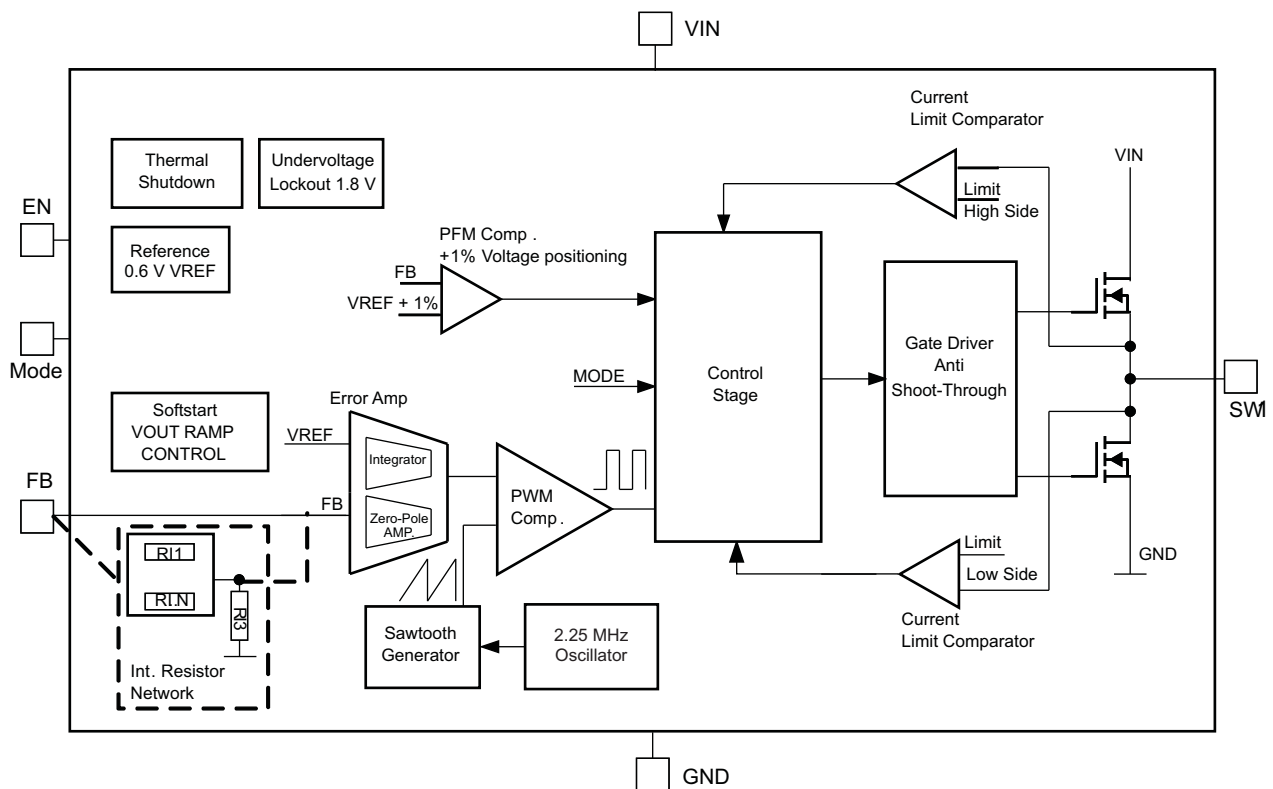 VIN
Current
Limit Comparator
VIN
Thermal
Shutdown
Undervoltage
Lockout 1.8 V
Limit
High Side
EN
Reference
0.6 V VREF
PFM Comp .
+1% Voltage positioning
FB
VREF + 1%
Mode
MODE
Control
Stage
Gate Driver
Anti
Shoot-Through
SW1
Softstart
VOUT RAMP
CONTROL
Error Amp
VREF
Integrator
FB
FB
Zero-Pole
AMP.
PWM
Comp .
RI1
RI..N
RI3
Int. Resistor
Network
Sawtooth
Generator
2.25 MHz
Oscillator
Limit
Low Side
Current
Limit Comparator
GND
GND